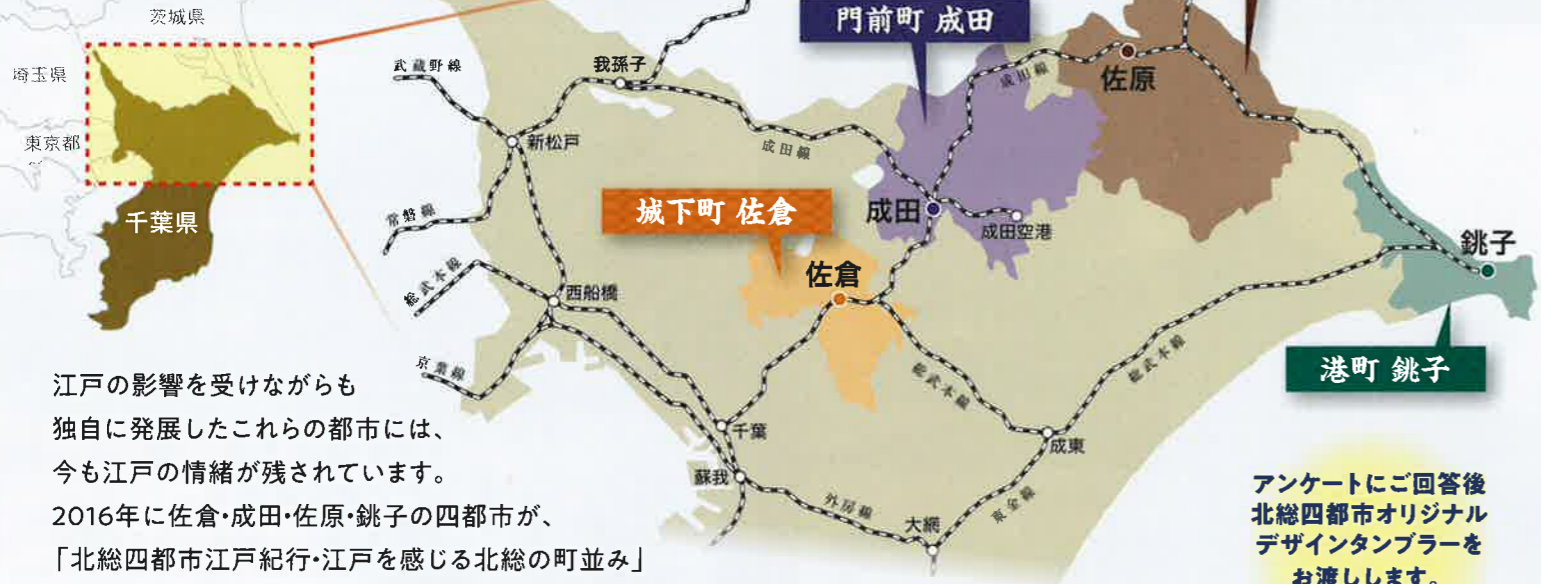 茨城県
埼玉県
東京都
千葉県
門前町 成田
武蔵野線
我孫子
成田線
佐原
新松戸
成田線
常磐線
城下町 佐倉
成田
成田空港
銚子
総武本線
西船橋
佐倉
京葉線
総武本線
総武本線
港町 銚子
千葉
成東
蘇我
外房線
大網
東金線
江戸の影響を受けながらも
独自に発展したこれらの都市には、
今も江戸の情緒が残されています。
2016年に佐倉・成田・佐原・銚子の四都市が、
「北総四都市江戸紀行・江戸を感じる北総の町並み」
アンケートにご回答後
北総四都市オリジナル
デザインタンブラーを
お渡しします。